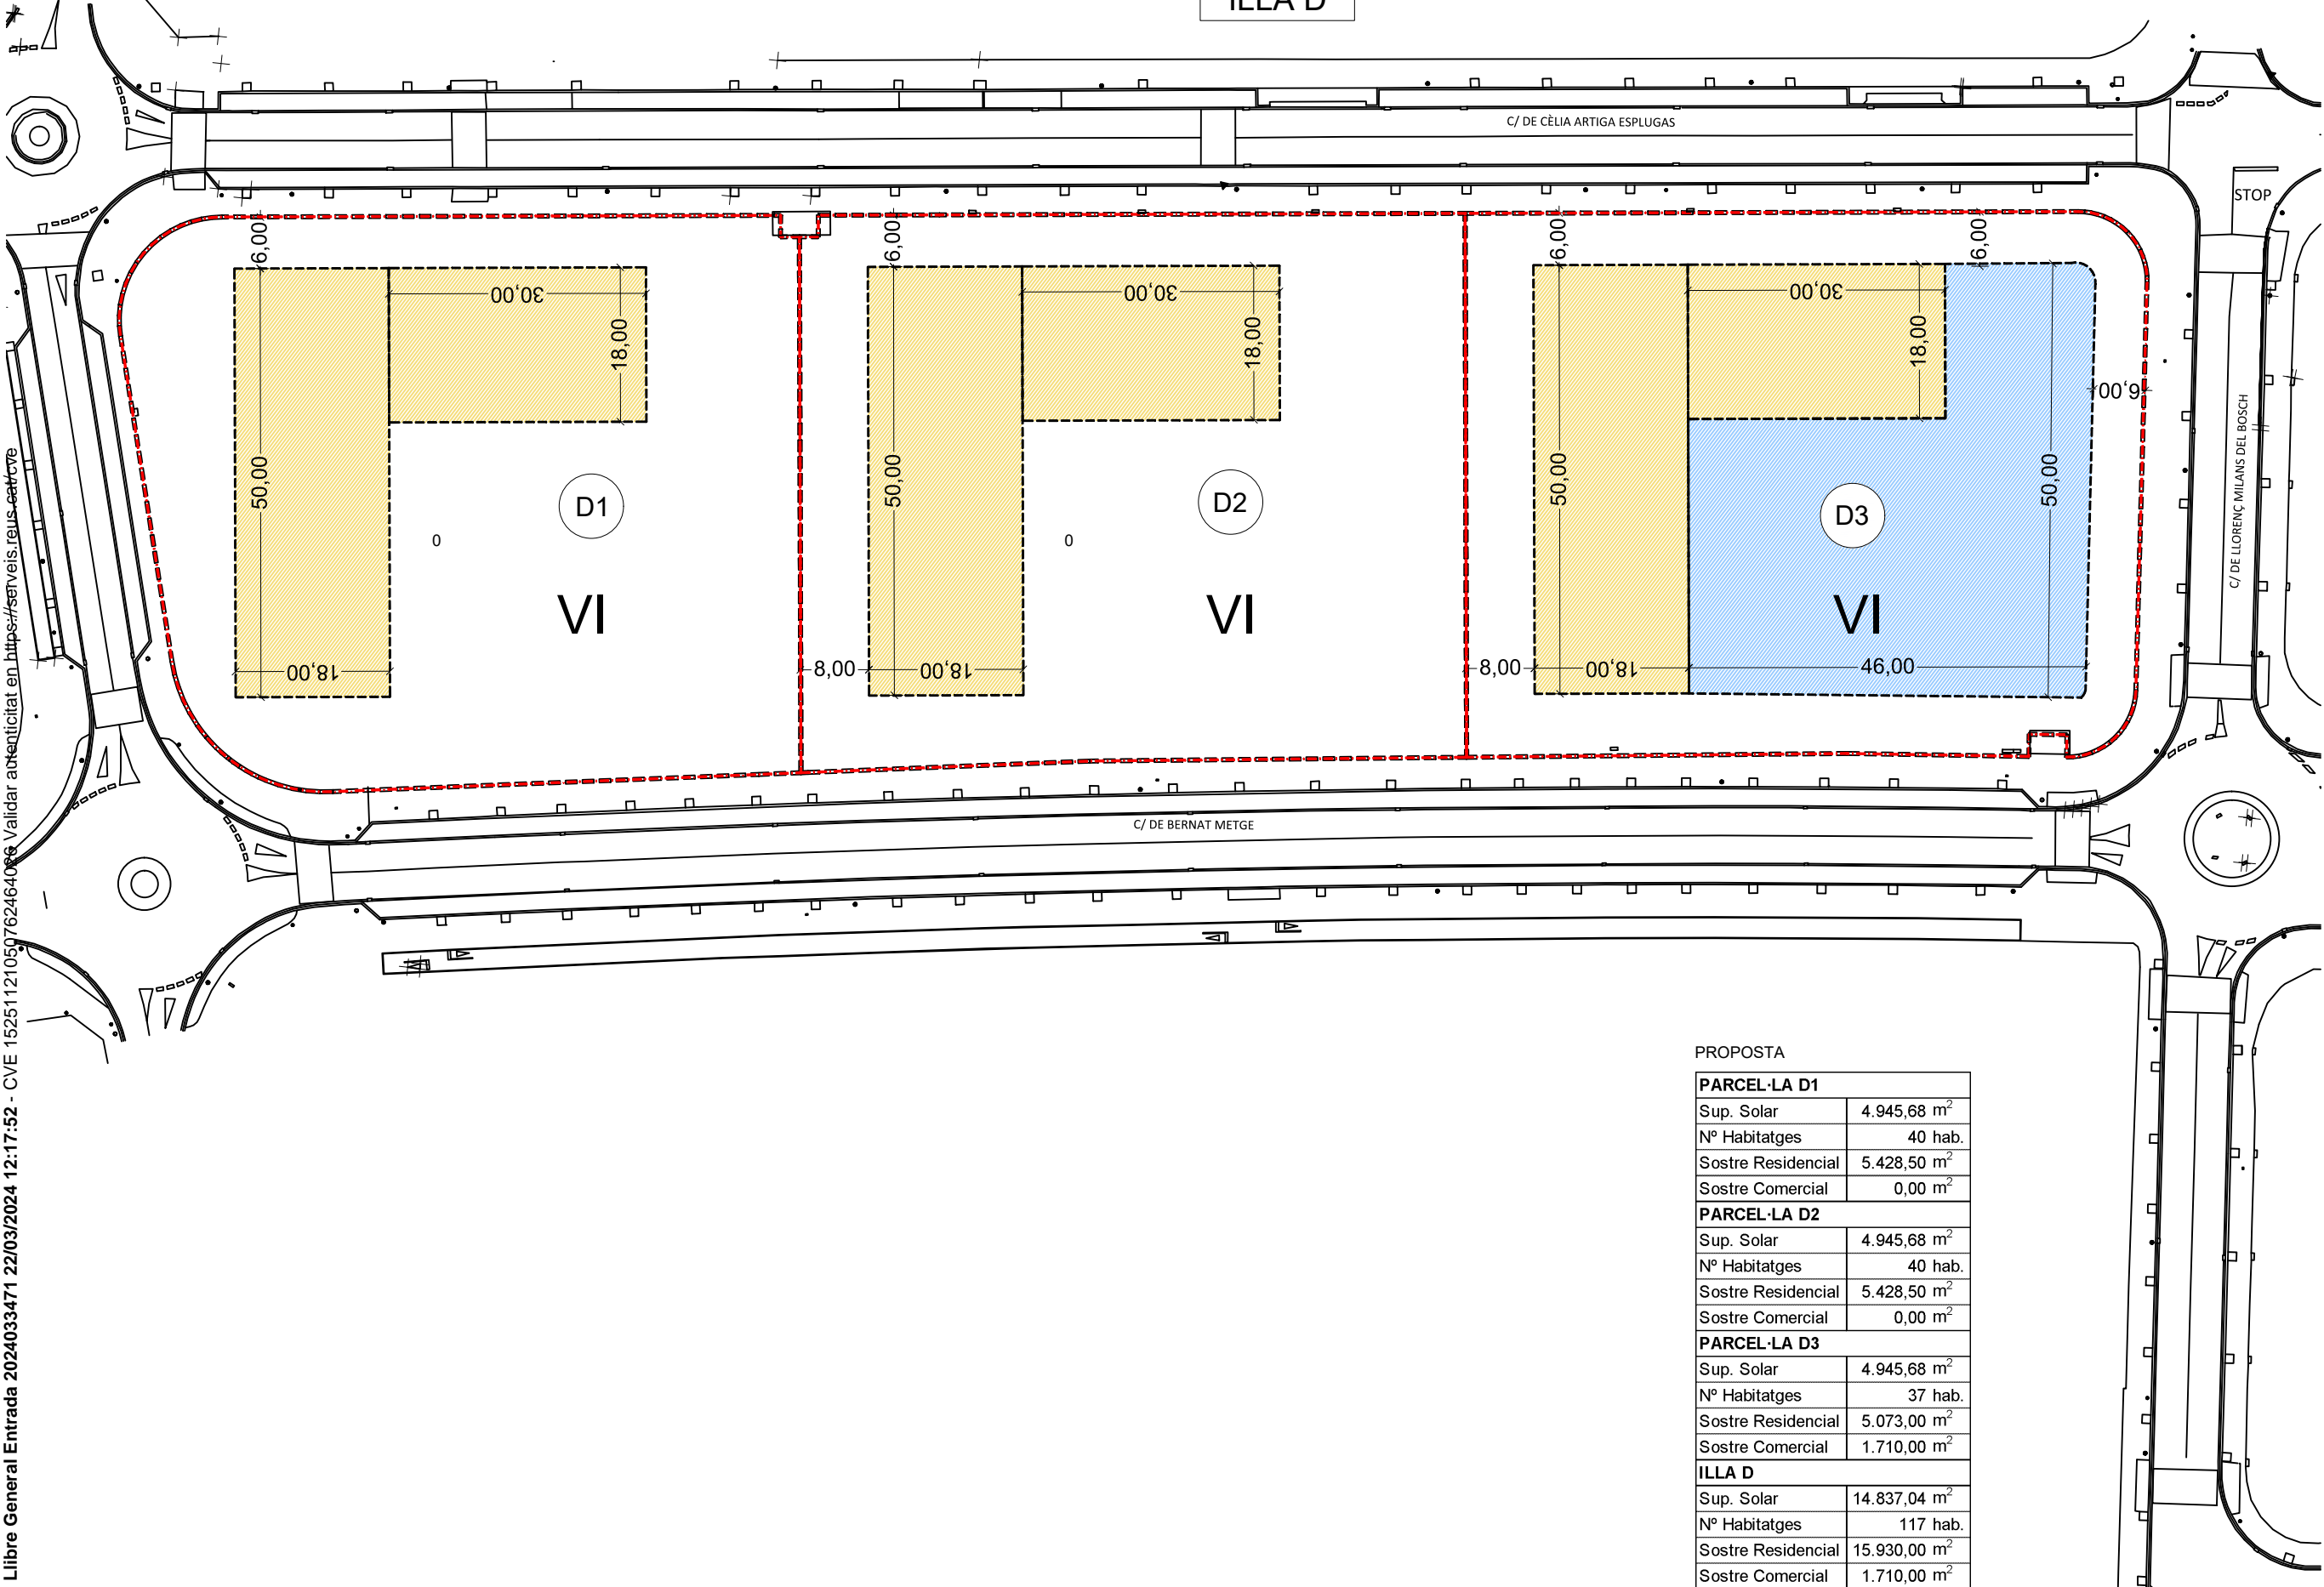 ILLA D
C/ DE CÈLIA ARTIGA ESPLUGAS
STOP
6,00
6,00
6,00
6,00
30,00
30,00
30,00
18,00
18,00
18,00
6,00
50,00
50,00
50,00
50,00
D1
D2
D3
0
0
VI
VI
VI
18,00
8,00
18,00
8,00
18,00
46,00
C/ DE LLORENÇ MILANS DEL BOSCH
C/ DE BERNAT METGE
Llibre General Entrada 2024033471 22/03/2024 12:17:52 - CVE 15251121050762464026 Validar autenticitat en https://serveis.reus.cat/cve
PROPOSTA
PARCEL·LA D1
Sup. Solar 4.945,68 m²
Nº Habitatges 40 hab.
Sostre Residencial 5.428,50 m²
Sostre Comercial 0,00 m²
PARCEL·LA D2
Sup. Solar 4.945,68 m²
Nº Habitatges 40 hab.
Sostre Residencial 5.428,50 m²
Sostre Comercial 0,00 m²
PARCEL·LA D3
Sup. Solar 4.945,68 m²
Nº Habitatges 37 hab.
Sostre Residencial 5.073,00 m²
Sostre Comercial 1.710,00 m²
ILLA D
Sup. Solar 14.837,04 m²
Nº Habitatges 117 hab.
Sostre Residencial 15.930,00 m²
Sostre Comercial 1.710,00 m²